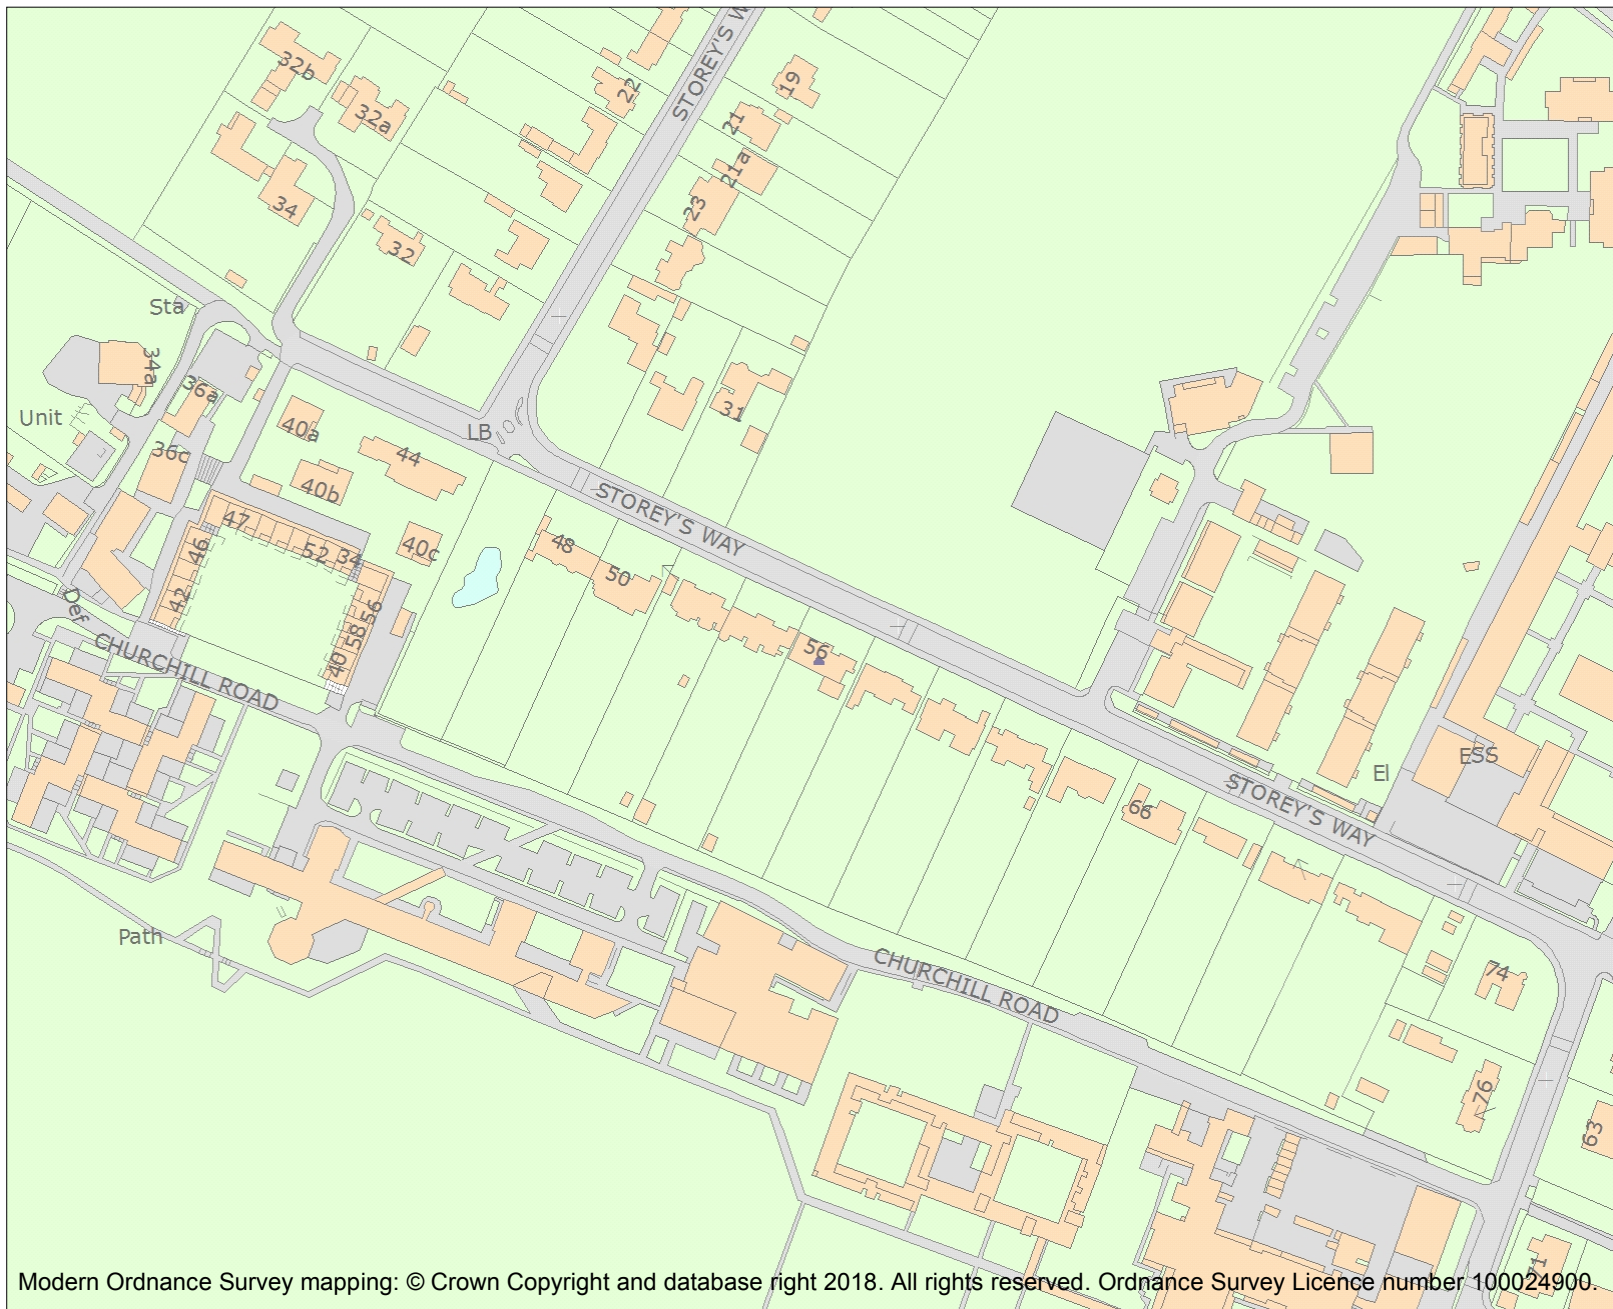 STOREY'S W
32b
22
19
32a
21
21a
23
34
32
Sta
34a
36a
31
Unit
40a
LB
44
36c
40b
STOREY'S WAY
47
48
40c
46
52
34
50
42
56
Def
58
56
40
CHURCHILL ROAD
ESS
El
STOREY'S WAY
66
Path
CHURCHILL ROAD
74
76
63
Modern Ordnance Survey mapping: © Crown Copyright and database right 2018. All rights reserved. Ordnance Survey Licence number 100024900.